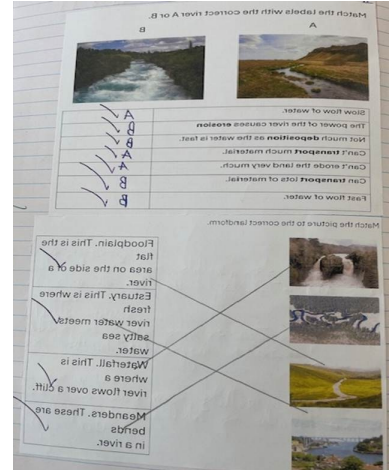 Match the labels with the correct river A or B.
A
B
Slow flow of water. A
The power of the river causes erosion B
Not much deposition as the water is fast. B
Can't transport much material. A
Can't erode the land very much. A
Can transport lots of material. B
Fast flow of water. B
Match the picture to the correct landform.
Floodplain. This is the
flat
area on the side of a
river.
Estuary. This is where
fresh
river water meets
salty sea
water.
Waterfall. This is
where a
river flows over a cliff.
Meanders. These are
bends
in a river.